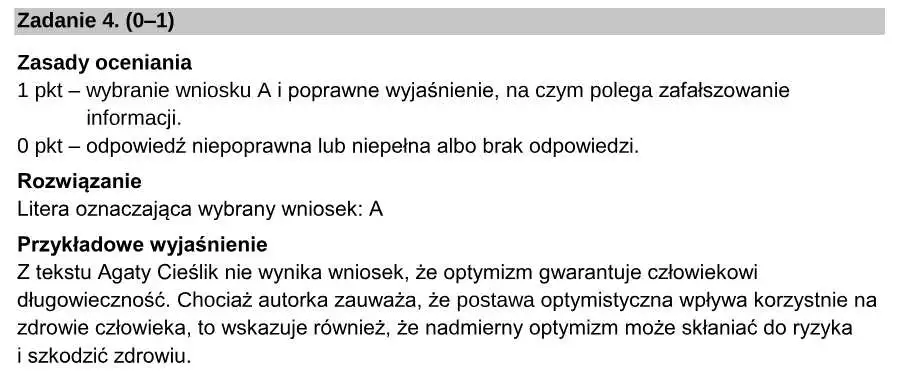 Zadanie 4. (0–1)
Zasady oceniania
1 pkt – wybranie wniosku A i poprawne wyjaśnienie, na czym polega zafałszowanie
informacji.
0 pkt – odpowiedź niepoprawna lub niepełna albo brak odpowiedzi.
Rozwiązanie
Litera oznaczająca wybrany wniosek: A
Przykładowe wyjaśnienie
Z tekstu Agaty Cieślik nie wynika wniosek, że optymizm gwarantuje człowiekowi
długowieczność. Chociaż autorka zauważa, że postawa optymistyczna wpływa korzystnie na
zdrowie człowieka, to wskazuje również, że nadmierny optymizm może skłaniać do ryzyka
i szkodzić zdrowiu.